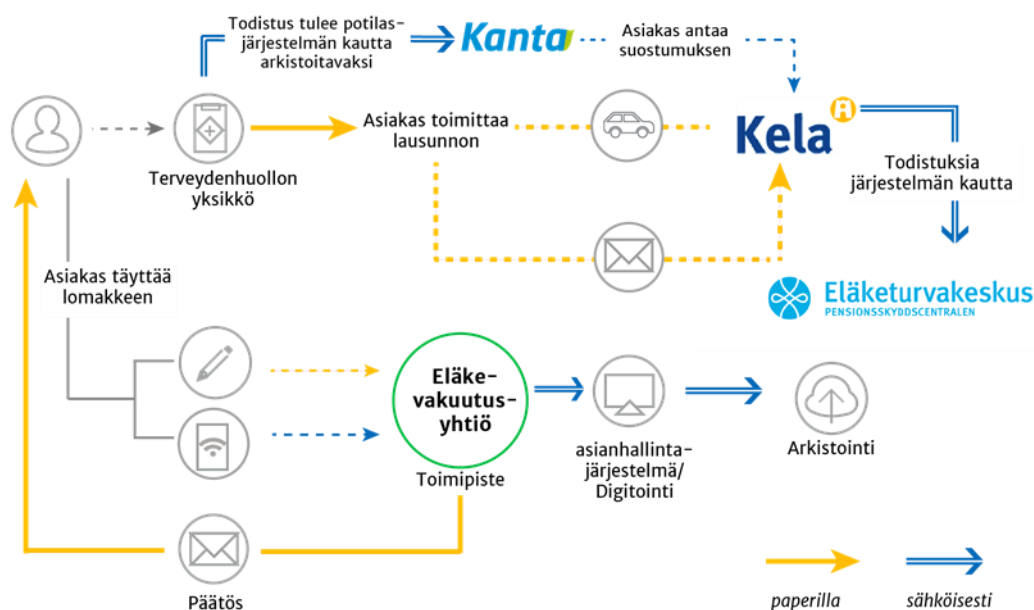 Todistus tulee potilas-
järjestelmän kautta
arkistoitavaksi
Kanta
Asiakas antaa
suostumuksen
Terveydenhuollon
yksikkö
Asiakas toimittaa
lausunnon
Kela
Todistuksia
järjestelmän kautta
Asiakas täyttää
lomakkeen
Eläketurvakeskus
PENSIONSSKYDDSCENTRALEN
Eläke-
vakuutus-
yhtiö
Toimipiste
asianhallinta-
järjestelmä/
Digitointi
Arkistointi
Päätös
paperilla
sähköisesti